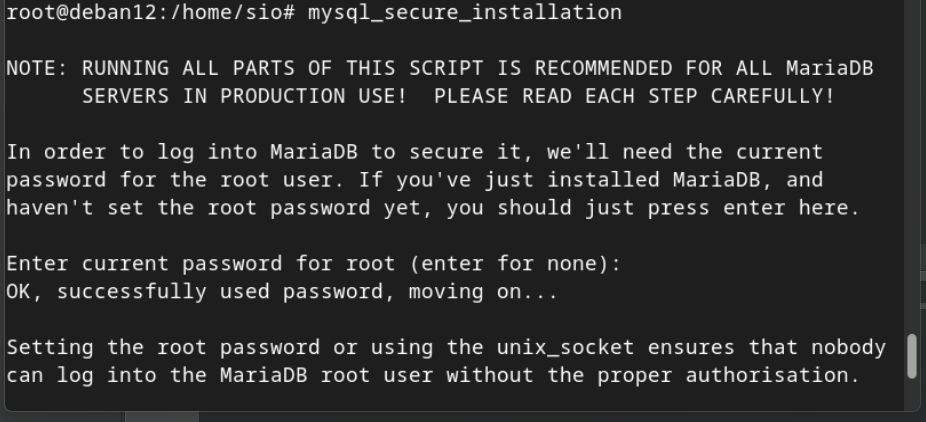 root@deban12:/home/sio# mysql_secure_installation
NOTE: RUNNING ALL PARTS OF THIS SCRIPT IS RECOMMENDED FOR ALL MariaDB
SERVERS IN PRODUCTION USE!  PLEASE READ EACH STEP CAREFULLY!
In order to log into MariaDB to secure it, we'll need the current
password for the root user. If you've just installed MariaDB, and
haven't set the root password yet, you should just press enter here.
Enter current password for root (enter for none):
OK, successfully used password, moving on...
Setting the root password or using the unix_socket ensures that nobody
can log into the MariaDB root user without the proper authorisation.